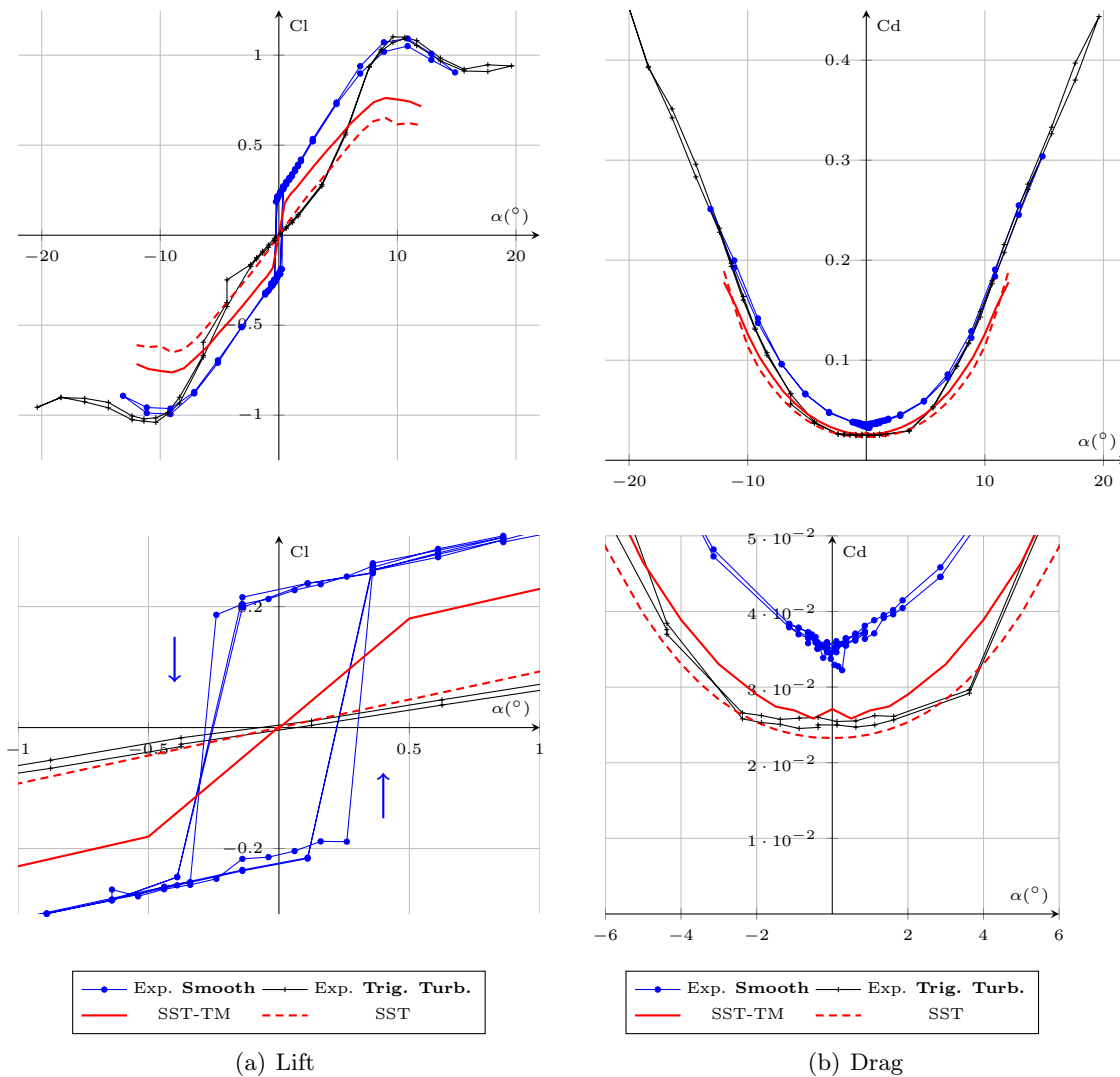 Cl
1
0.5
α(°)
−20
−10
10
20
−0.5
−1
Cd
0.4
0.3
0.2
0.1
α(°)
−20
−10
10
20
Cl
0.2
α(°)
−1
−0.5
0.5
1
−0.2
5 · 10⁻²
Cd
4 · 10⁻²
3 · 10⁻²
2 · 10⁻²
1 · 10⁻²
α(°)
−6
−4
−2
2
4
6
Exp. Smooth Exp. Trig. Turb.
SST-TM SST
Exp. Smooth Exp. Trig. Turb.
SST-TM SST
(a) Lift
(b) Drag